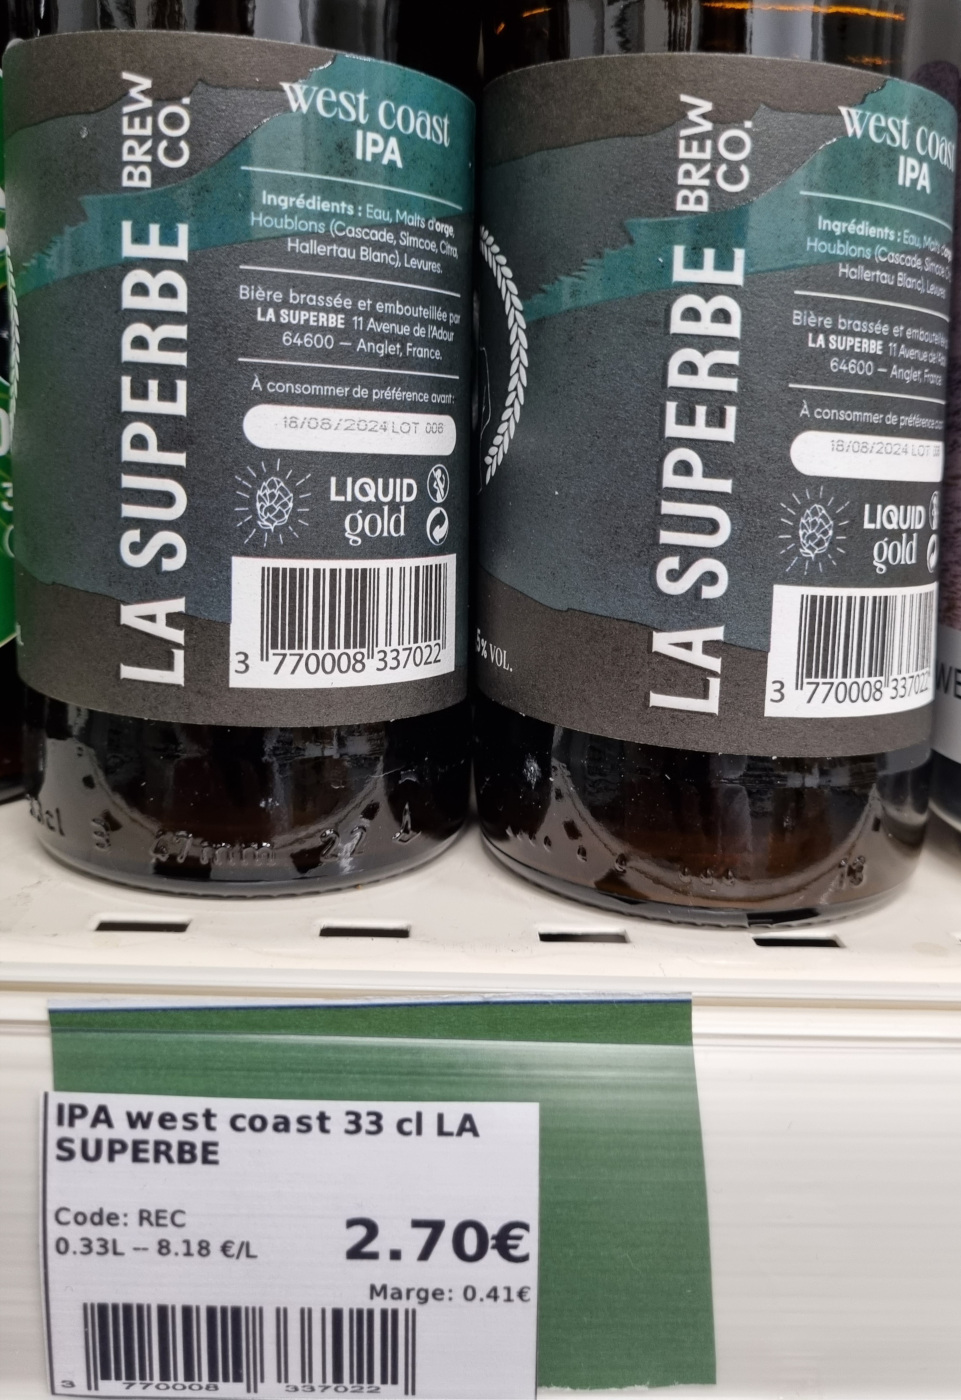 LA SUPERBE BREW CO.
west coast
IPA
Ingrédients : Eau, Malts d'orge,
Houblons (Cascade, Simcoe, Citra,
Hallertau Blanc), Levures.
Bière brassée et embouteillée par
LA SUPERBE 11 Avenue de l'Adour
64600 – Anglet, France.
À consommer de préférence avant:
18/08/2024 LOT 006
LIQUID
gold
3 770008 337022
5% VOL.
LA SUPERBE BREW CO.
west coast
IPA
Ingrédients : Eau, Malts
Houblons (Cascade, Simcoe
Hallertau Blanc), Levures
Bière brassée et embouteillée
LA SUPERBE 11 Avenue de
64600 – Anglet, France
À consommer de préférence
18/08/2024 LOT
LIQUID
gold
3 770008 337022
WE
IPA west coast 33 cl LA
SUPERBE
Code: REC
0.33L -- 8.18 €/L
2.70€
Marge: 0.41€
3 770008 337022